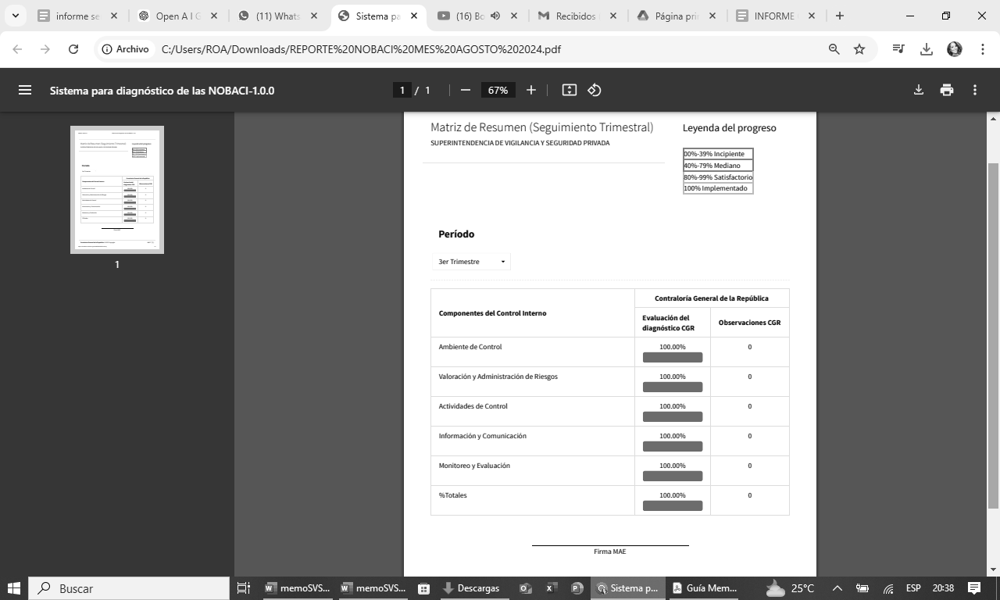 informe se
Open A I G
(11) Whats
Sistema pa
(16) Bo
Recibidos
Página pri
INFORME
Archivo
C:/Users/ROA/Downloads/REPORTE%20NOBACI%20MES%20AGOSTO%202024.pdf
Sistema para diagnóstico de las NOBACI-1.0.0
1 / 1
67%
1
Matriz de Resumen (Seguimiento Trimestral)
SUPERINTENDENCIA DE VIGILANCIA Y SEGURIDAD PRIVADA
Leyenda del progreso
00%-39% Incipiente
40%-79% Mediano
80%-99% Satisfactorio
100% Implementado
Período
3er Trimestre
Componentes del Control Interno
Contraloría General de la República
Evaluación del
diagnóstico CGR
Observaciones CGR
Ambiente de Control 100.00% 0
Valoración y Administración de Riesgos 100.00% 0
Actividades de Control 100.00% 0
Información y Comunicación 100.00% 0
Monitoreo y Evaluación 100.00% 0
%Totales 100.00% 0
Firma MAE
Buscar
memoSVS...
memoSVS...
Descargas
Sistema p...
Guía Mem...
25°C
ESP
20:38